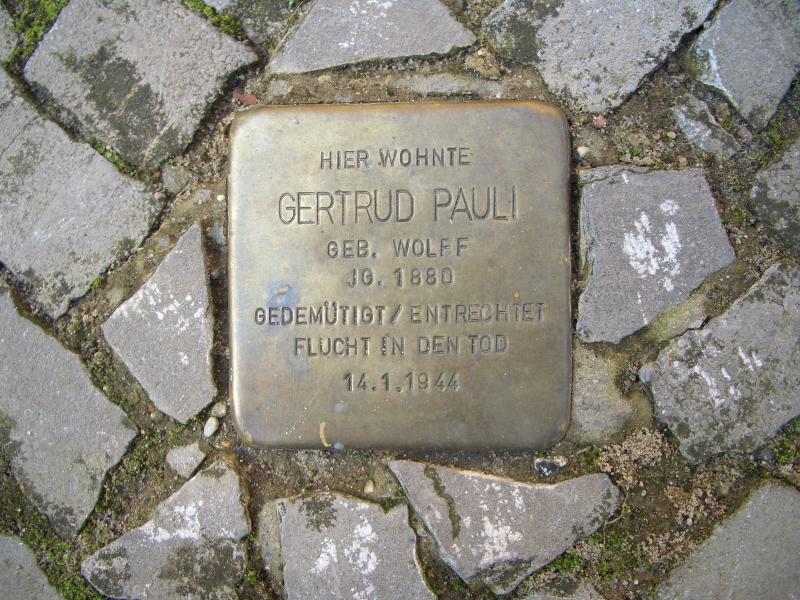 HIER WOHNTE
GERTRUD PAULI
GEB. WOLFF
JG. 1880
GEDEMÜTIGT/ENTRECHTET
FLUCHT IN DEN TOD
14.1.1944